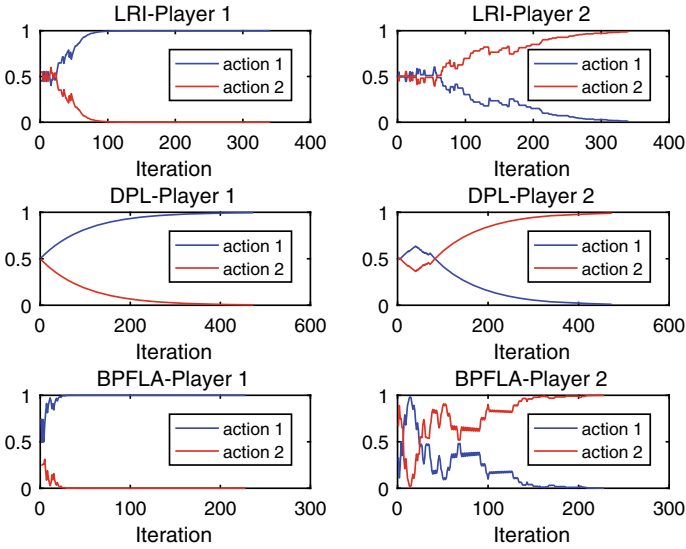 LRI-Player 1
1
0.5
0
0
100
200
300
400
action 1
action 2
Iteration
LRI-Player 2
1
0.5
0
0
100
200
300
400
action 1
action 2
Iteration
DPL-Player 1
1
0.5
0
0
200
400
600
action 1
action 2
Iteration
DPL-Player 2
1
0.5
0
0
200
400
600
action 1
action 2
Iteration
BPFLA-Player 1
1
0.5
0
0
100
200
300
action 1
action 2
Iteration
BPFLA-Player 2
1
0.5
0
0
100
200
300
action 1
action 2
Iteration